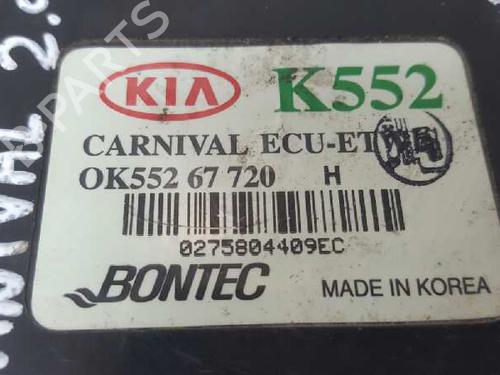 KIA
K552
CARNIVAL ECU-ET
OK552 67 720 H
0275804409EC
BONTEC
MADE IN KOREA